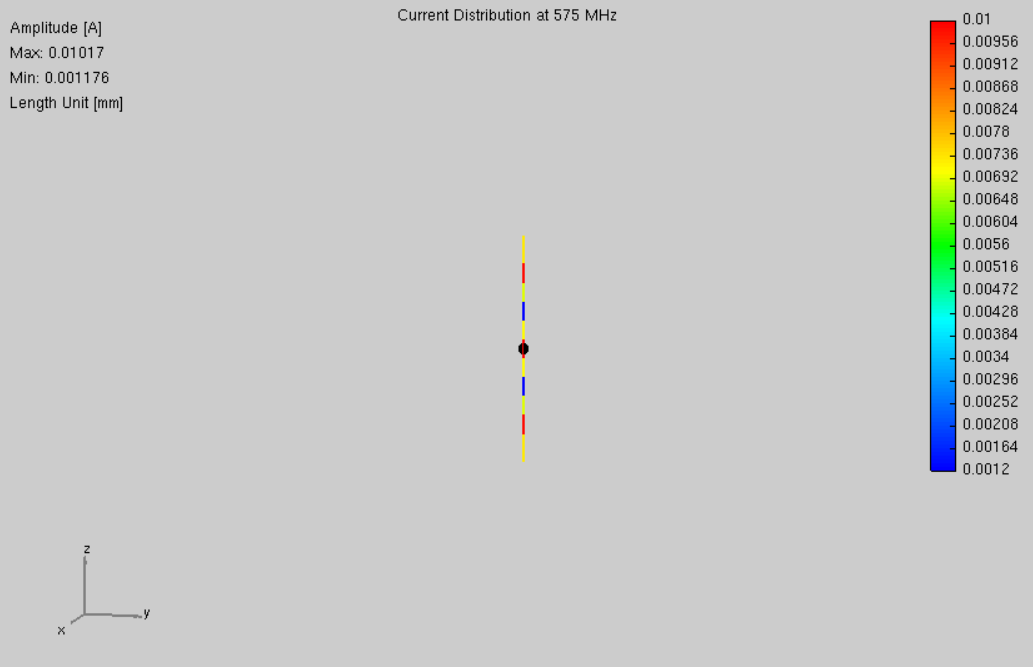 Current Distribution at 575 MHz
Amplitude [A]
Max: 0.01017
Min: 0.001176
Length Unit [mm]
0.01
0.00956
0.00912
0.00868
0.00824
0.0078
0.00736
0.00692
0.00648
0.00604
0.0056
0.00516
0.00472
0.00428
0.00384
0.0034
0.00296
0.00252
0.00208
0.00164
0.0012
z
y
x